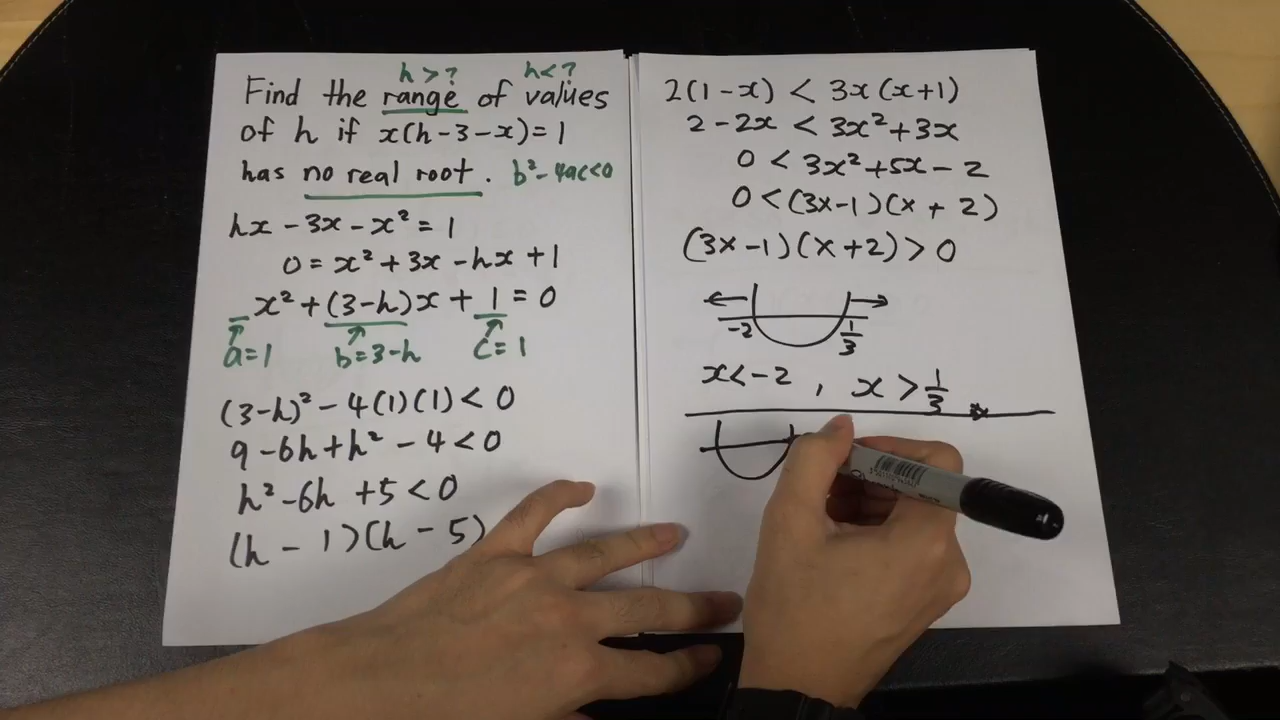 h>? h<?
Find the range of values
of h if x(h-3-x)=1
has no real root. b²-4ac<0
hx-3x-x²=1
0=x²+3x-hx+1
x²+(3-h)x+1=0
a=1 b=3-h c=1
(3-h)²-4(1)(1)<0
9-6h+h²-4<0
h²-6h+5<0
(h-1)(h-5)
2(1-x)<3x(x+1)
2-2x<3x²+3x
0<3x²+5x-2
0<(3x-1)(x+2)
(3x-1)(x+2)>0
-2 1/3
x<-2, x>1/3